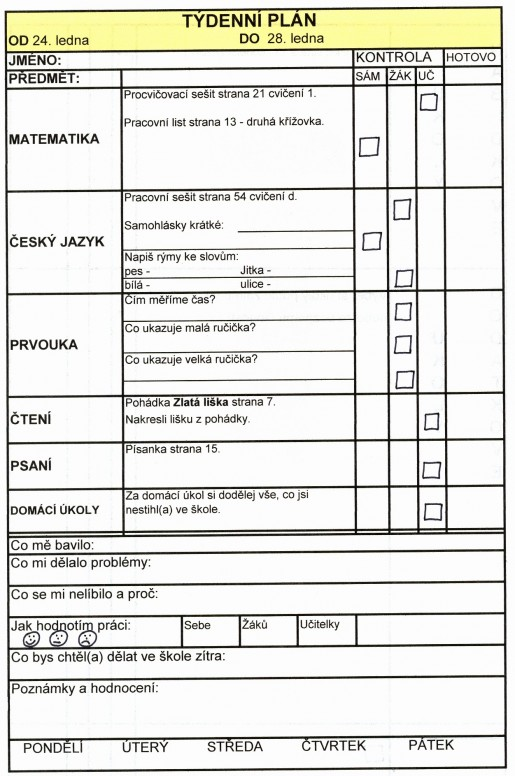 TÝDENNÍ PLÁN
OD 24. ledna DO 28. ledna
JMÉNO: KONTROLA HOTOVO
PŘEDMĚT: SÁM ŽÁK UČ
MATEMATIKA
Procvičovací sešit strana 21 cvičení 1.
Pracovní list strana 13 - druhá křížovka.
ČESKÝ JAZYK
Pracovní sešit strana 54 cvičení d.
Samohlásky krátké:
Napiš rýmy ke slovům:
pes - Jitka -
bílá - ulice -
PRVOUKA
Čím měříme čas?
Co ukazuje malá ručička?
Co ukazuje velká ručička?
ČTENÍ
Pohádka Zlatá liška strana 7.
Nakresli lišku z pohádky.
PSANÍ
Písanka strana 15.
DOMÁCÍ ÚKOLY
Za domácí úkol si dodělej vše, co jsi
nestihl(a) ve škole.
Co mě bavilo:
Co mi dělalo problémy:
Co se mi nelíbilo a proč:
Jak hodnotím práci: Sebe Žáků Učitelky
Co bys chtěl(a) dělat ve škole zítra:
Poznámky a hodnocení:
PONDĚLÍ ÚTERÝ STŘEDA ČTVRTEK PÁTEK